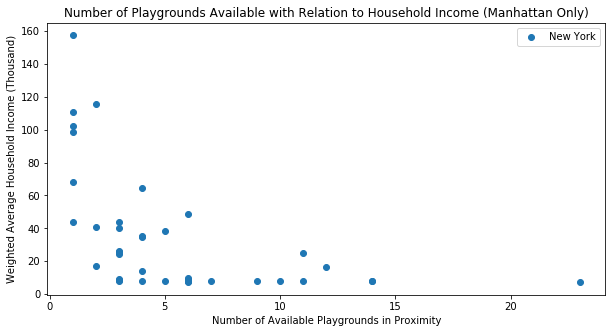 Number of Playgrounds Available with Relation to Household Income (Manhattan Only)
New York
Weighted Average Household Income (Thousand)
160
140
120
100
80
60
40
20
0
0 5 10 15 20
Number of Available Playgrounds in Proximity